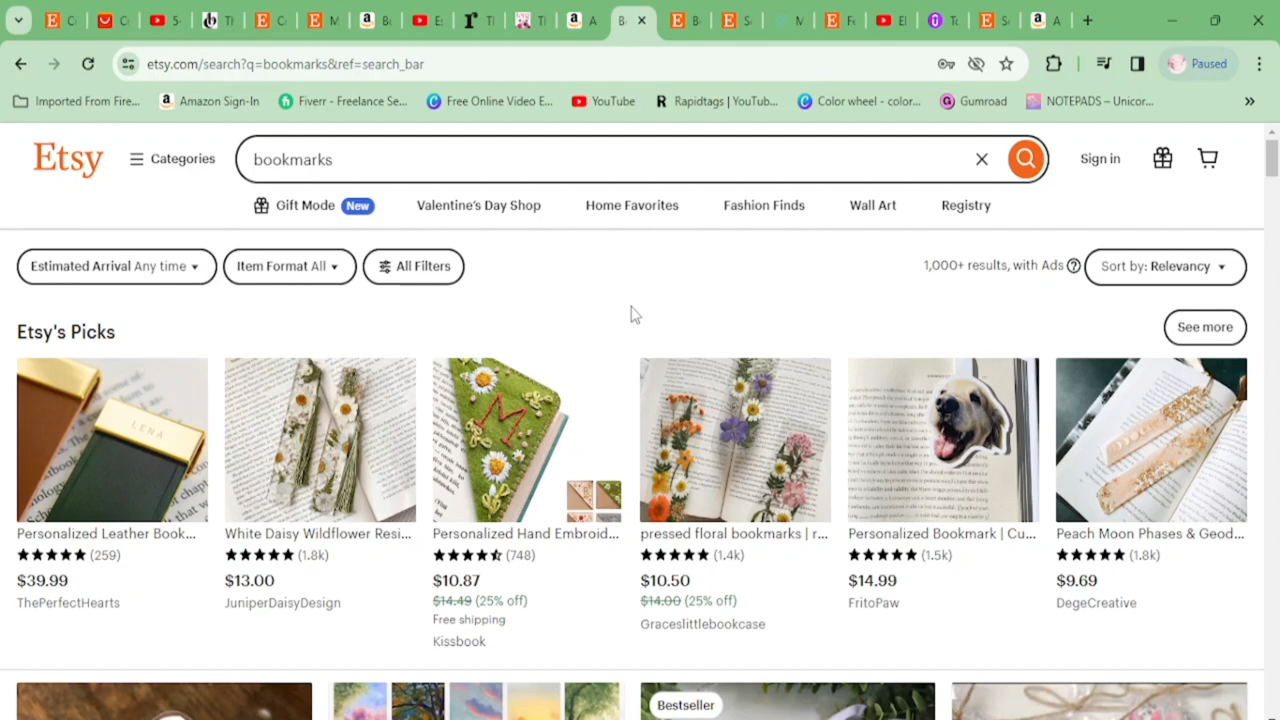 etsy.com/search?q=bookmarks&ref=search_bar
Paused
Imported From Fire...
Amazon Sign-In
Fiverr - Freelance Se...
Free Online Video E...
YouTube
Rapidtags | YouTub...
Color wheel - color...
Gumroad
NOTEPADS – Unicor...
Etsy
Categories
bookmarks
Sign in
Gift Mode New
Valentine's Day Shop
Home Favorites
Fashion Finds
Wall Art
Registry
Estimated Arrival Any time
Item Format All
All Filters
1,000+ results, with Ads
Sort by: Relevancy
Etsy's Picks
See more
LENA
M
Personalized Leather Book...
(259)
$39.99
ThePerfectHearts
White Daisy Wildflower Resi...
(1.8k)
$13.00
JuniperDaisyDesign
Personalized Hand Embroid...
(748)
$10.87
$14.49 (25% off)
Free shipping
Kissbook
pressed floral bookmarks | r...
(1.4k)
$10.50
$14.00 (25% off)
Graceslittlebookcase
Personalized Bookmark | Cu...
(1.5k)
$14.99
FritoPaw
Peach Moon Phases & Geod...
(1.8k)
$9.69
DegeCreative
Bestseller